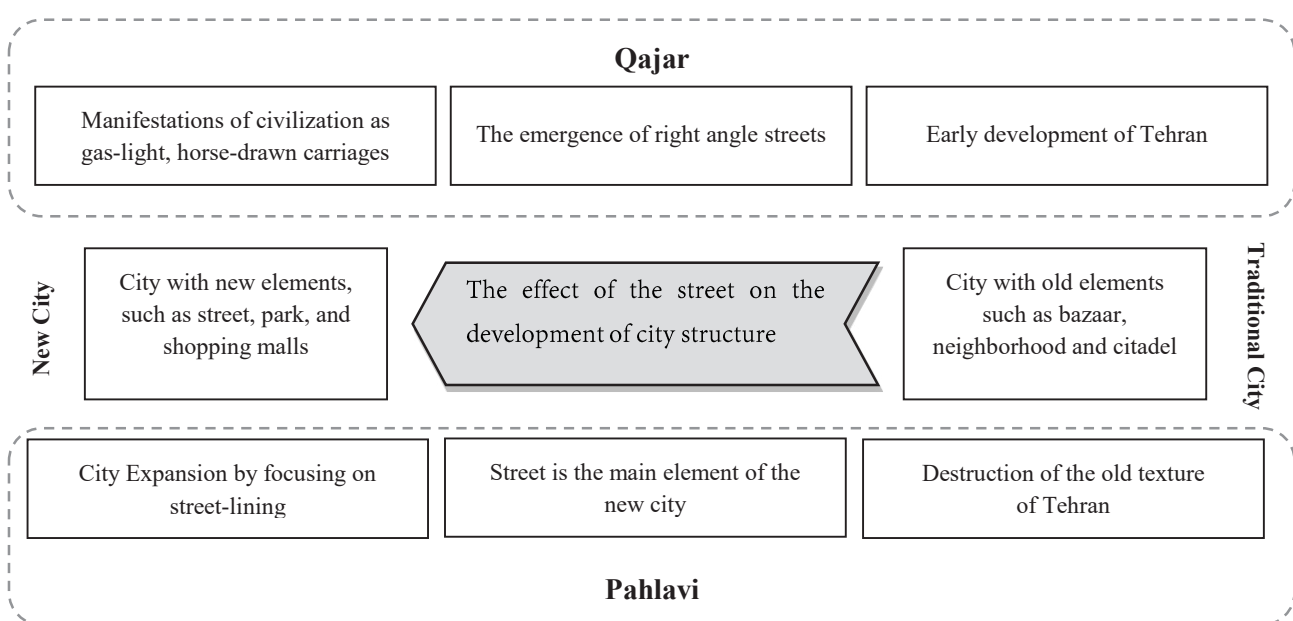 Qajar
Manifestations of civilization as
gas-light, horse-drawn carriages
The emergence of right angle streets
Early development of Tehran
New City
City with new elements,
such as street, park, and
shopping malls
The effect of the street on the
development of city structure
City with old elements
such as bazaar,
neighborhood and citadel
Traditional City
City Expansion by focusing on
street-lining
Street is the main element of the
new city
Destruction of the old texture
of Tehran
Pahlavi